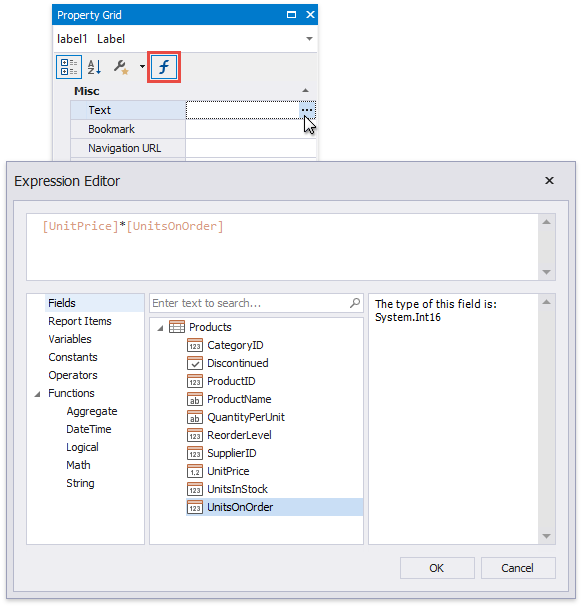 Property Grid
label1 Label
Misc
Text
Bookmark
Navigation URL
Expression Editor
[UnitPrice]*[UnitsOnOrder]
Fields
Report Items
Variables
Constants
Operators
Functions
Aggregate
DateTime
Logical
Math
String
Enter text to search...
Products
123 CategoryID
Discontinued
123 ProductID
ab ProductName
ab QuantityPerUnit
123 ReorderLevel
123 SupplierID
1.2 UnitPrice
123 UnitsInStock
123 UnitsOnOrder
The type of this field is:
System.Int16
OK Cancel